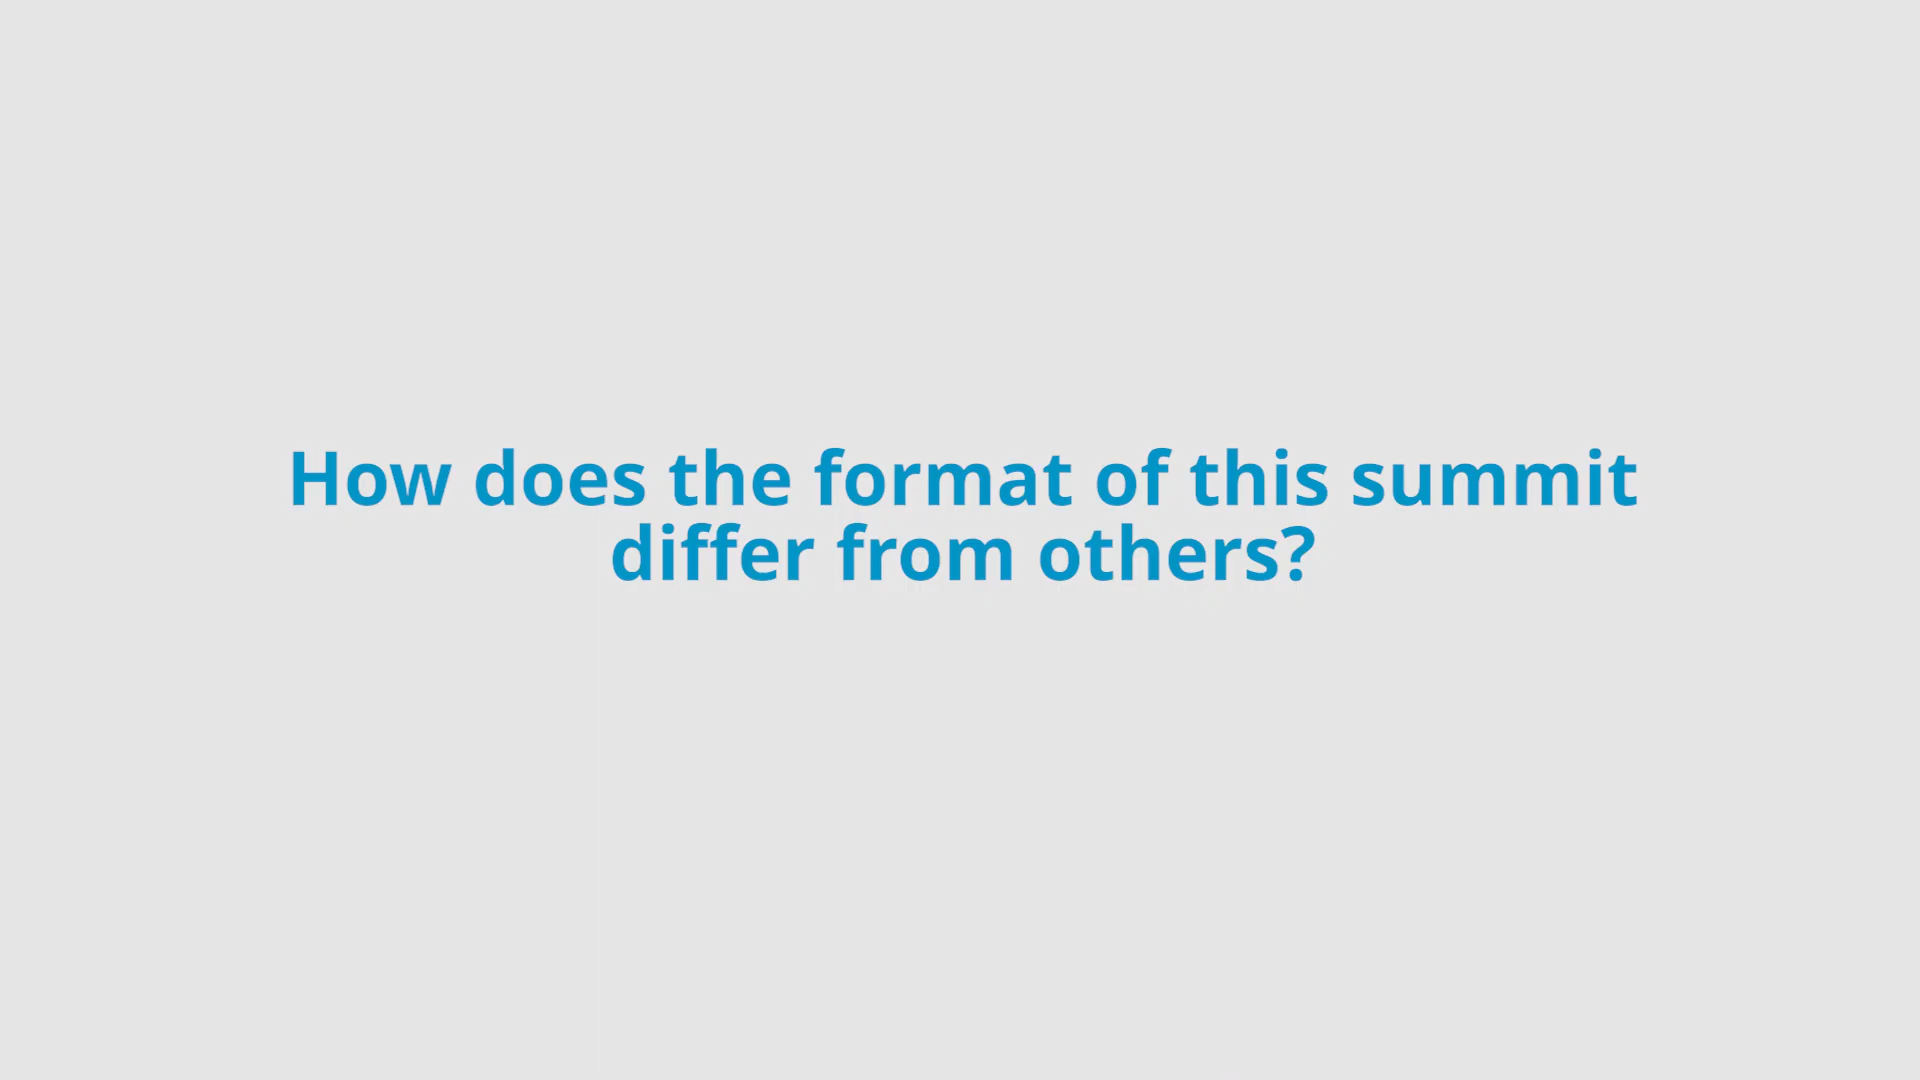 How does the format of this summit
differ from others?